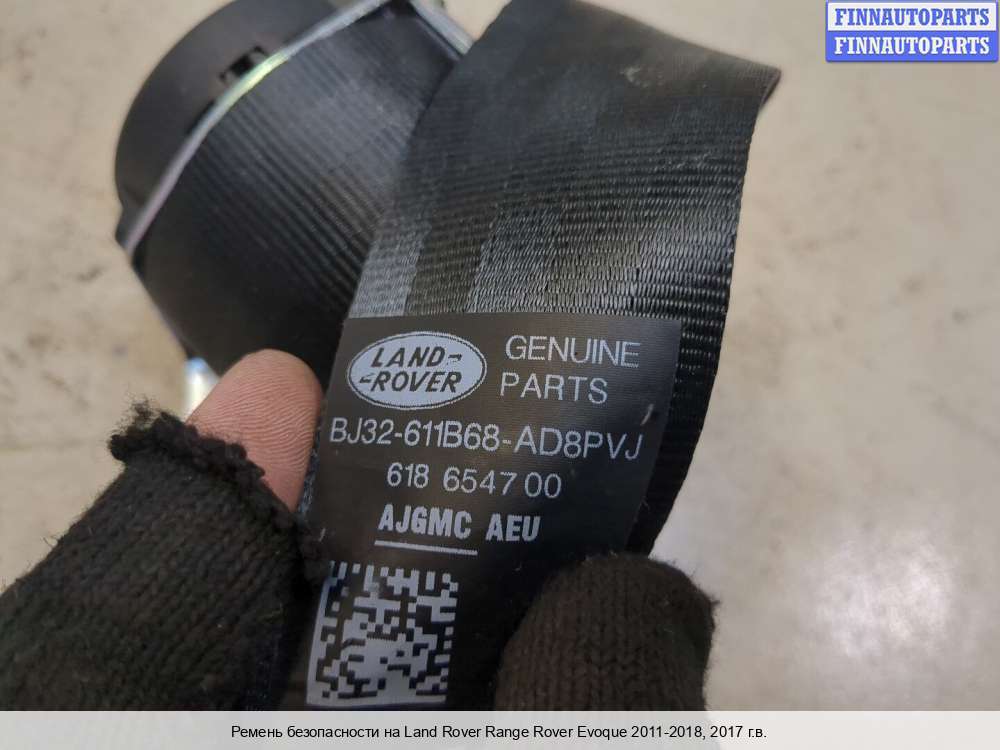 FINNAUTOPARTS
FINNAUTOPARTS
LAND-
-ROVER
GENUINE
PARTS
BJ32-611B68-AD8PVJ
618 6547 00
AJGMC AEU
Ремень безопасности на Land Rover Range Rover Evoque 2011-2018, 2017 г.в.